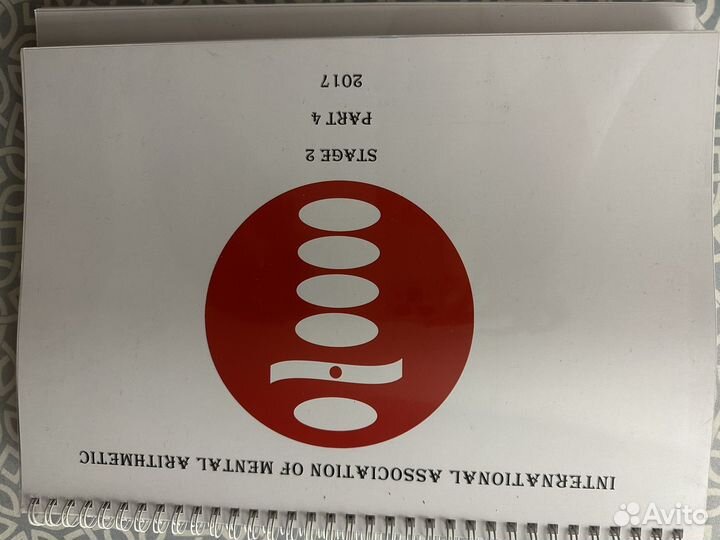 INTERNATIONAL ASSOCIATION OF MENTAL ARITHMETIC
STAGE 2
PART 4
2017
Avito